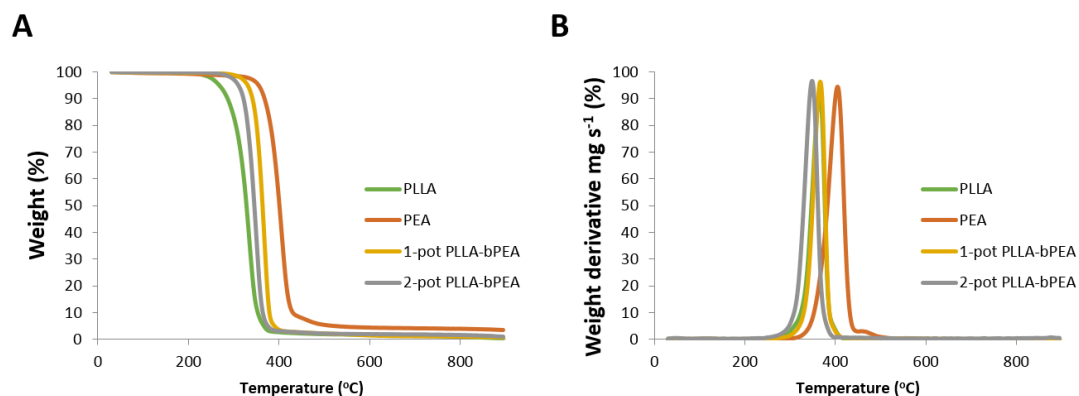 A
B
100
90
80
70
60
50
40
30
20
10
0
0
200
400
600
800
Weight (%)
Temperature (ºC)
PLLA
PEA
1-pot PLLA-bPEA
2-pot PLLA-bPEA
100
90
80
70
60
50
40
30
20
10
0
0
200
400
600
800
Weight derivative mg s⁻¹ (%)
Temperature (ºC)
PLLA
PEA
1-pot PLLA-bPEA
2-pot PLLA-bPEA